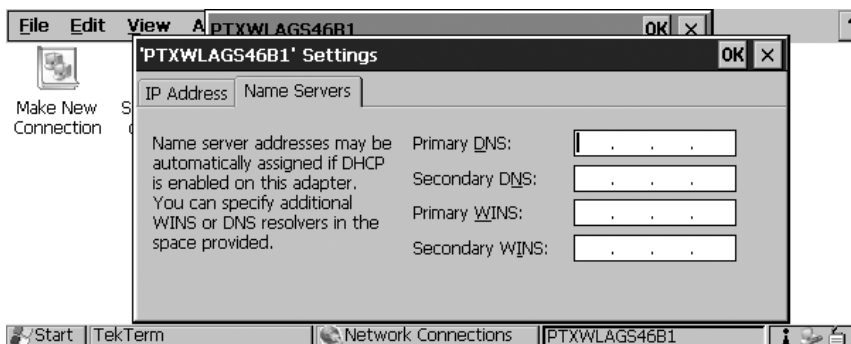 File Edit View A PTXWLAGS46B1 OK ×
?
'PTXWLAGS46B1' Settings OK ×
IP Address Name Servers
Make New
Connection
S
Name server addresses may be
automatically assigned if DHCP
is enabled on this adapter.
You can specify additional
WINS or DNS resolvers in the
space provided.
Primary DNS: . . .
Secondary DNS: . . .
Primary WINS: . . .
Secondary WINS: . . .
Start TekTerm Network Connections PTXWLAGS46B1